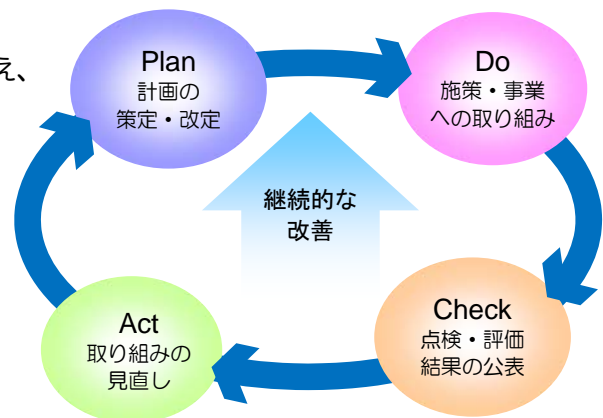 え、
Plan
計画の
策定・改定
Do
施策・事業
への取り組み
継続的な
改善
Check
点検・評価
結果の公表
Act
取り組みの
見直し